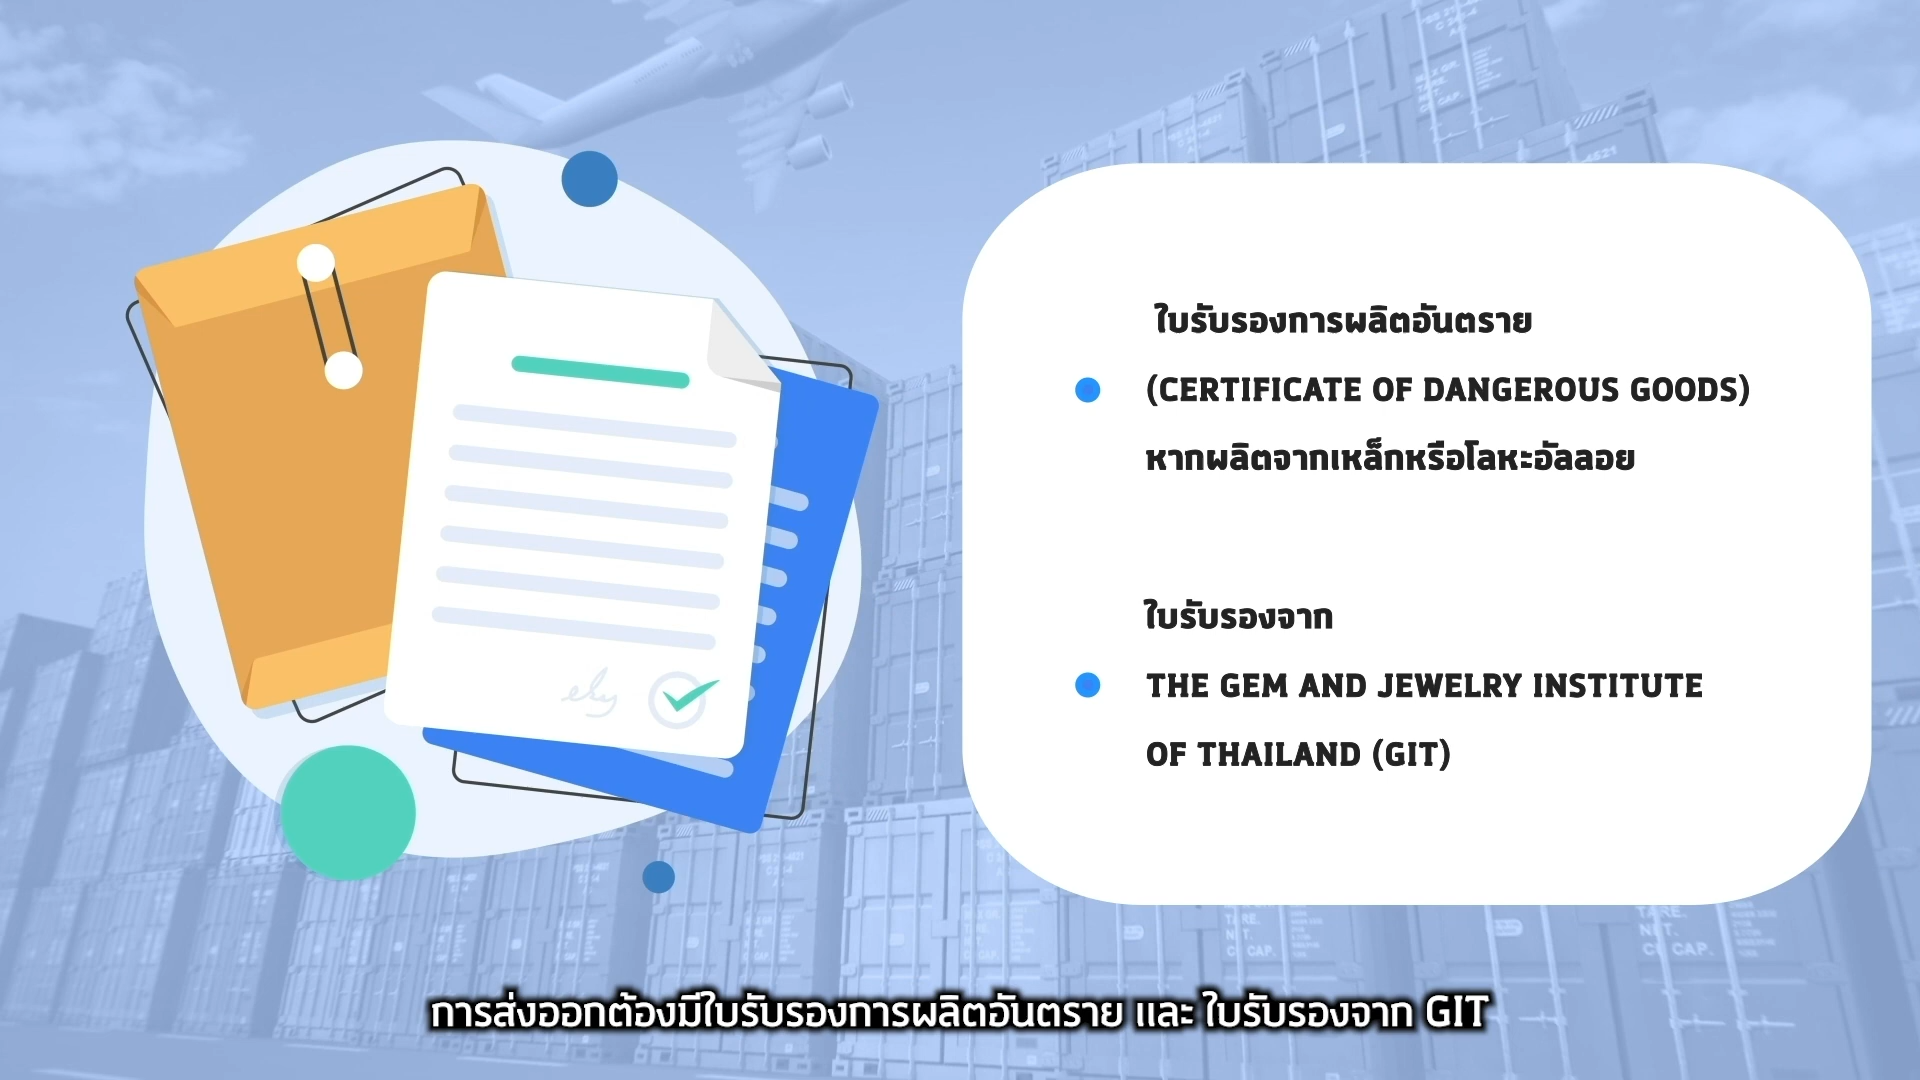 ใบรับรองการผลิตอันตราย
(CERTIFICATE OF DANGEROUS GOODS)
หากผลิตจากเหล็กหรือโลหะอัลลอย
ใบรับรองจาก
THE GEM AND JEWELRY INSTITUTE
OF THAILAND (GIT)
การส่งออกต้องมีใบรับรองการผลิตอันตราย และ ใบรับรองจาก GIT